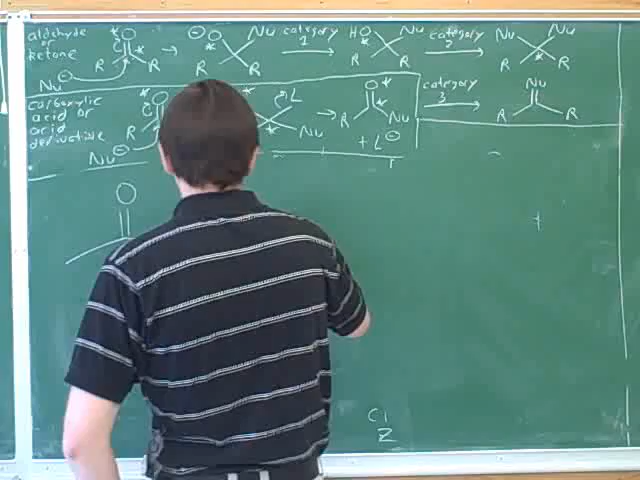 aldehyde
or
ketone
O
R R
Nu⊖
⊖O Nu
R R
category
1
HO Nu
R R
category
2
Nu Nu
R R
carboxylic
acid or
acid
derivative
O
R
Nu⊖
L
Nu
O
R Nu
+ L⊖
category
3
Nu
R R
O
Cl
Z